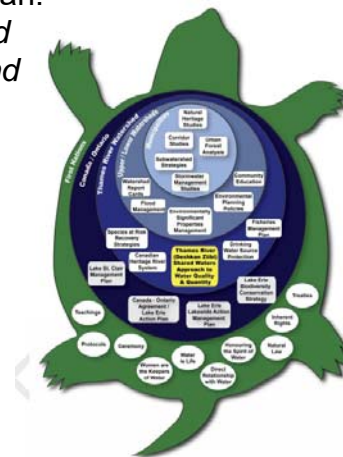 an.
d
nd
First Nations
Canada / Ontario
Thames River Watershed
Upper / Lower Watersheds
Natural
Heritage
Studies
Corridor
Studies
Urban
Forest
Analysis
Subwatershed
Strategies
Stormwater
Management
Studies
Watershed
Report
Cards
Community
Education
Flood
Management
Environmental
Planning
Policies
Environmentally
Significant
Properties
Management
Fisheries
Management
Plan
Species at Risk
Recovery
Strategies
Canadian
Heritage River
System
Thames River
(Deshkan Ziibi)
Shared Waters
Approach to
Water Quality
& Quantity
Drinking
Water Source
Protection
Lake St. Clair
Management
Plan
Lake Erie
Biodiversity
Conservation
Strategy
Canada - Ontario
Agreement /
Lake Erie
Action Plan
Lake Erie
Lakewide Action
Management
Plan
Treaties
Teachings
Inherent
Rights
Protocols
Ceremony
Water
is Life
Honouring
the Spirit of
Water
Natural
Law
Women are
the Keepers
of Water
Direct
Relationship
with Water